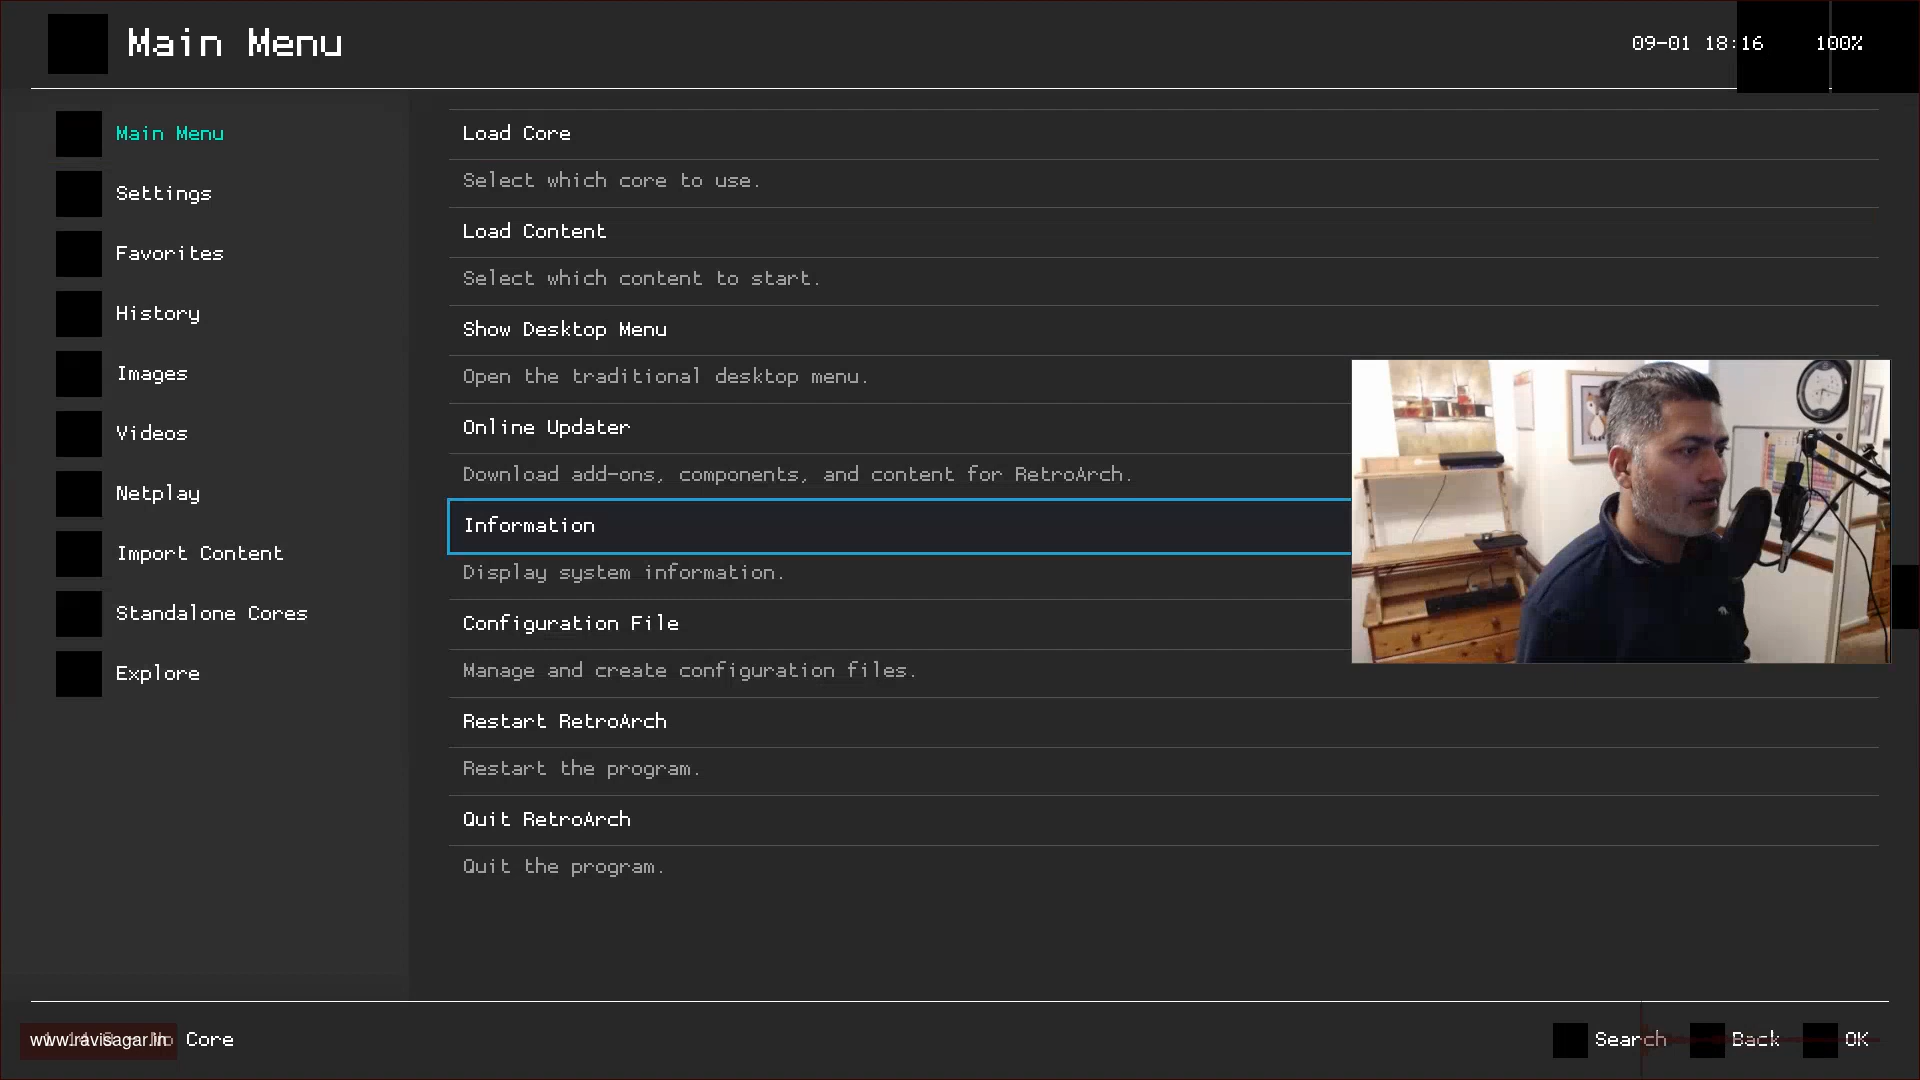 Main Menu
09-01 18:16
100%
Main Menu
Settings
Favorites
History
Images
Videos
Netplay
Import Content
Standalone Cores
Explore
Load Core
Select which core to use.
Load Content
Select which content to start.
Show Desktop Menu
Open the traditional desktop menu.
Online Updater
Download add-ons, components, and content for RetroArch.
Information
Display system information.
Configuration File
Manage and create configuration files.
Restart RetroArch
Restart the program.
Quit RetroArch
Quit the program.
www.ravisagar.in
Core
Search
Back
OK